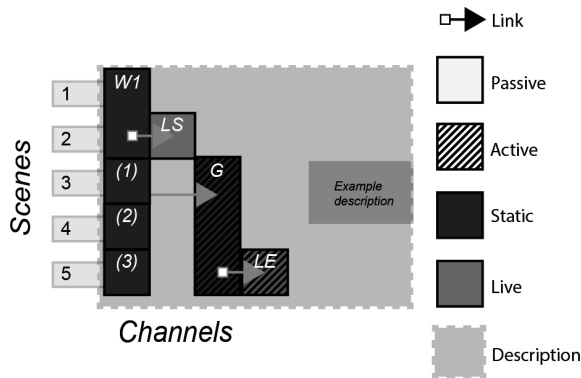 Link
W1
1
LS
Passive
2
(1)
G
3
Example
description
Active
Scenes
(2)
4
Static
(3)
LE
5
Live
Channels
Description